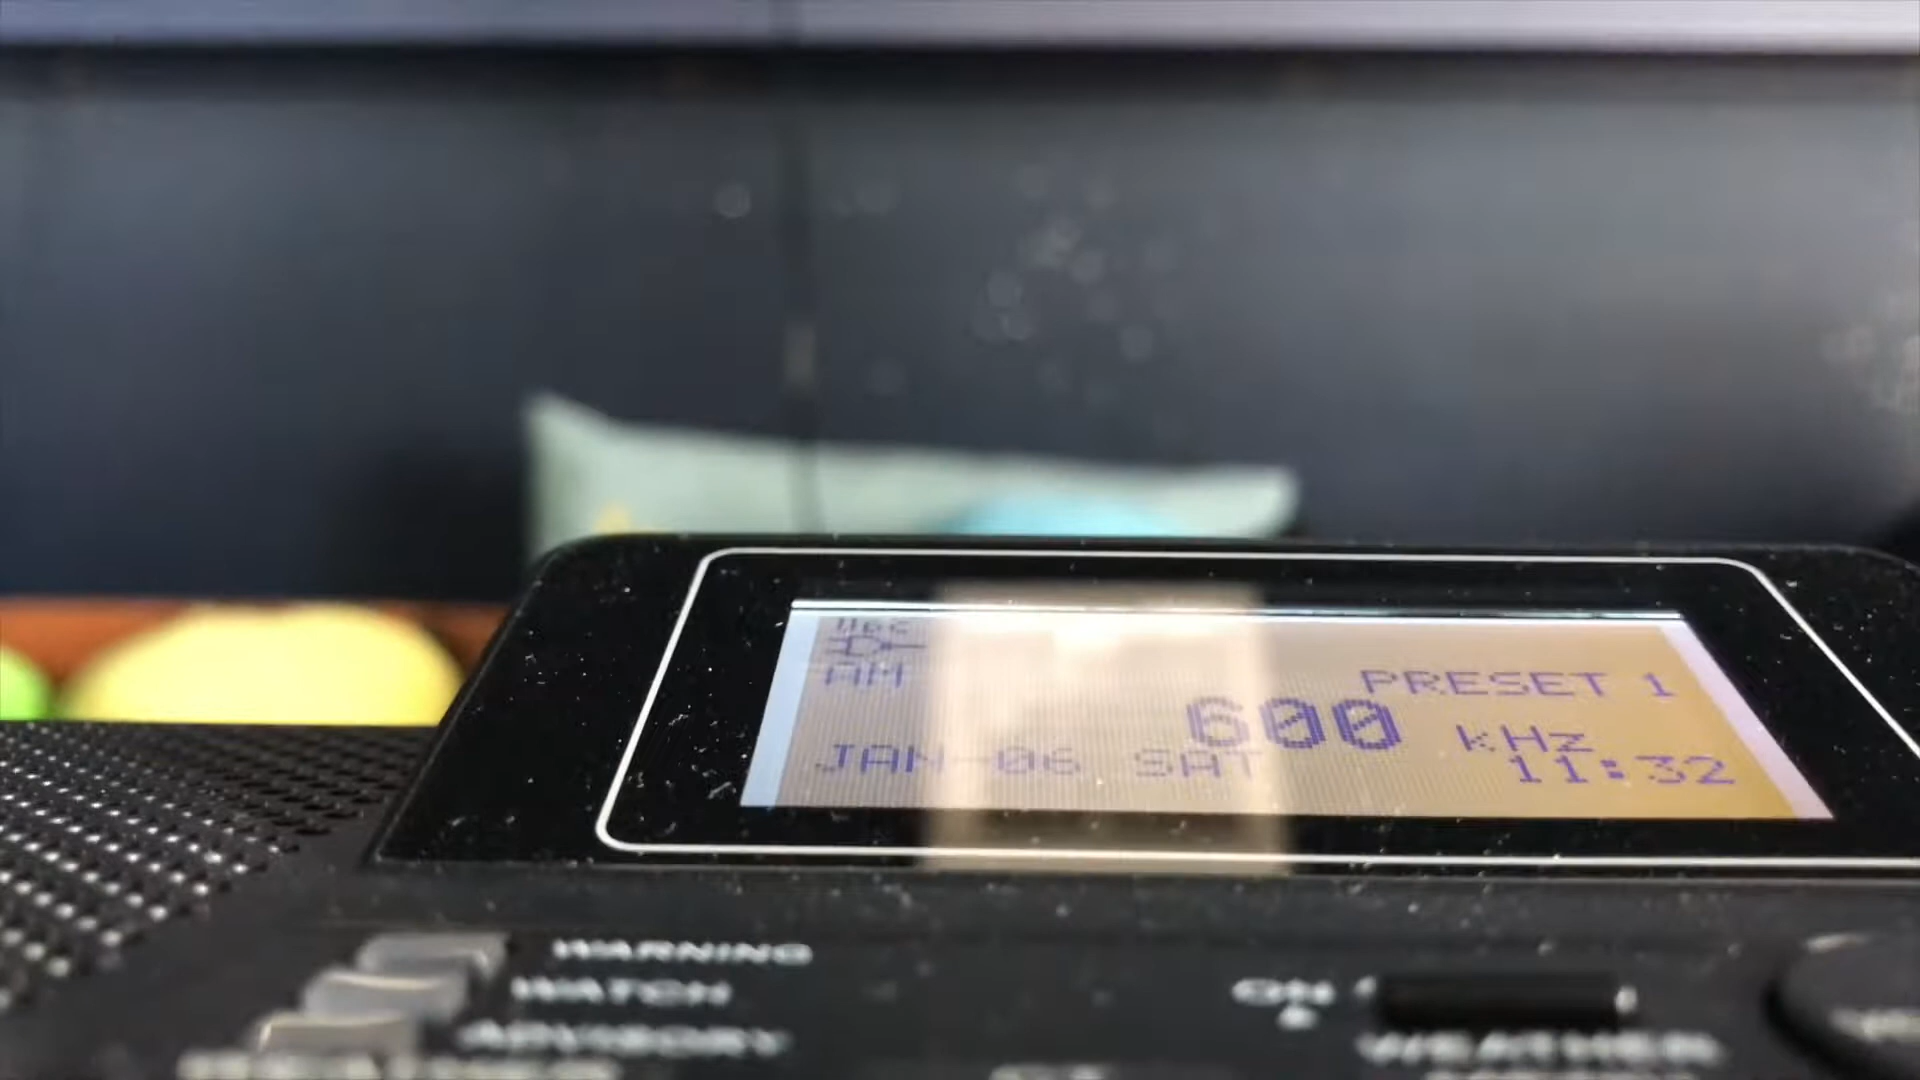 AM
PRESET 1
600 kHz
JAN-06 SAT 11:32
WARNING
WATCH
ADVISORY
ON
WEATHER